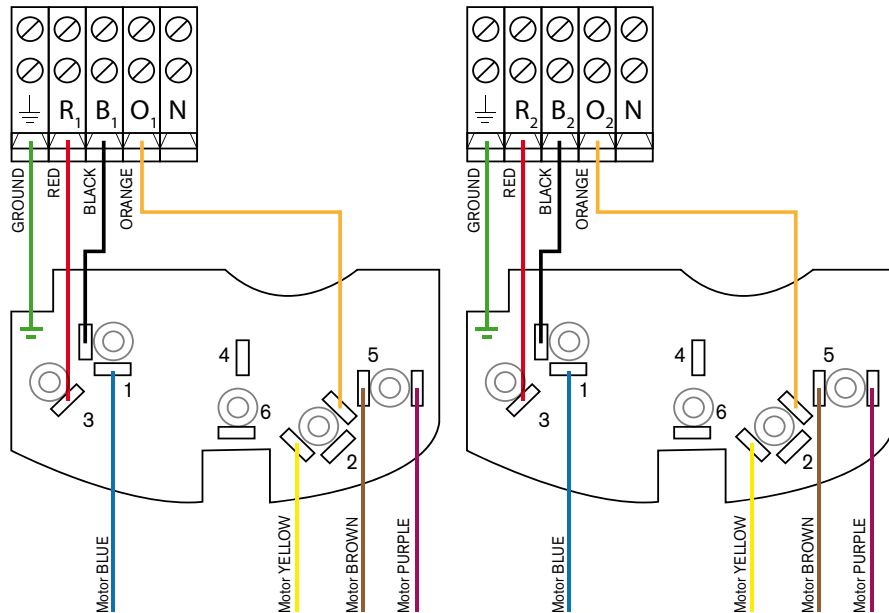 R1 B1 O1 N
R2 B2 O2 N
GROUND
RED
BLACK
ORANGE
GROUND
RED
BLACK
ORANGE
4
5
1
3
6
2
4
5
1
3
6
2
Motor BLUE
Motor YELLOW
Motor BROWN
Motor PURPLE
Motor BLUE
Motor YELLOW
Motor BROWN
Motor PURPLE